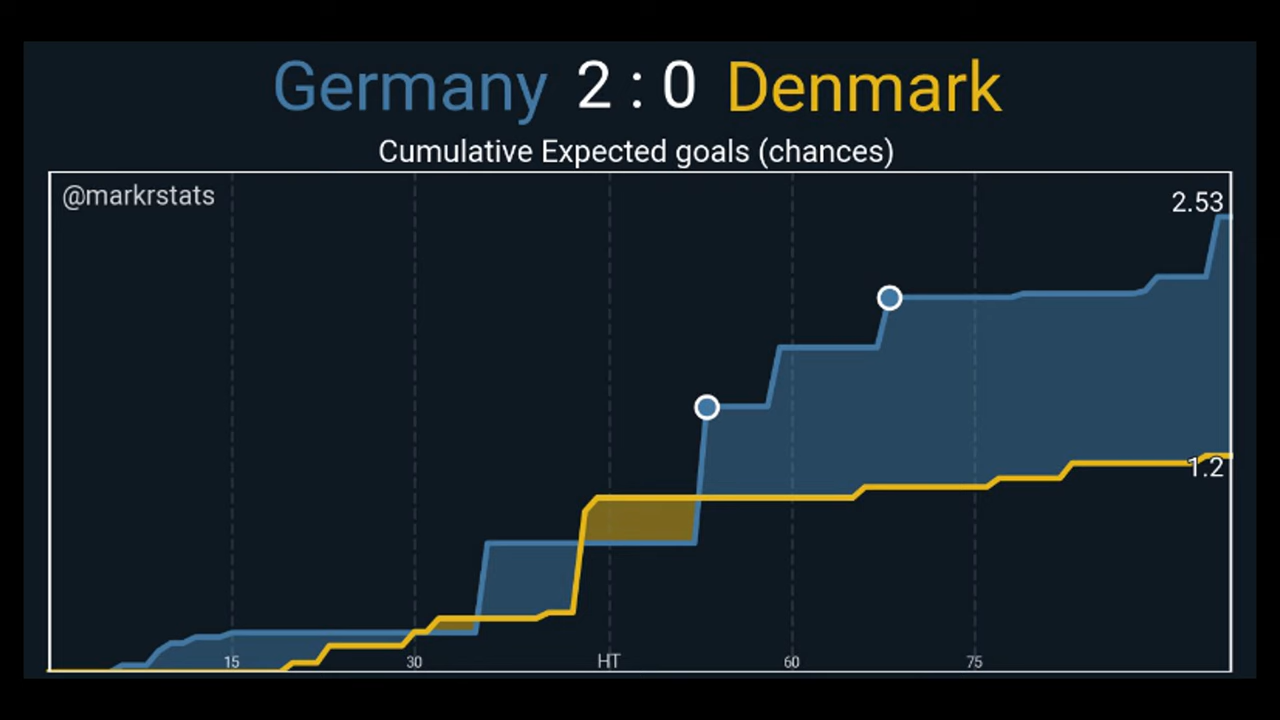 Germany 2 : 0 Denmark
Cumulative Expected goals (chances)
@markrstats
2.53
1.2
15 30 HT 60 75